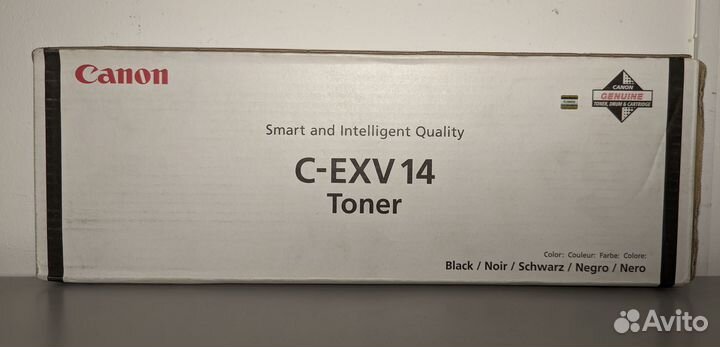 Canon
CANON
GENUINE
TONER, DRUM & CARTRIDGE
Smart and Intelligent Quality
C-EXV 14
Toner
Color: Couleur: Farbe: Colore:
Black / Noir / Schwarz / Negro / Nero
Avito